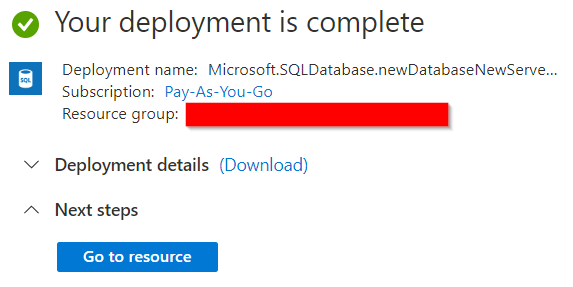 Your deployment is complete
SQL
Deployment name: Microsoft.SQLDatabase.newDatabaseNewServe...
Subscription: Pay-As-You-Go
Resource group:
Deployment details (Download)
Next steps
Go to resource